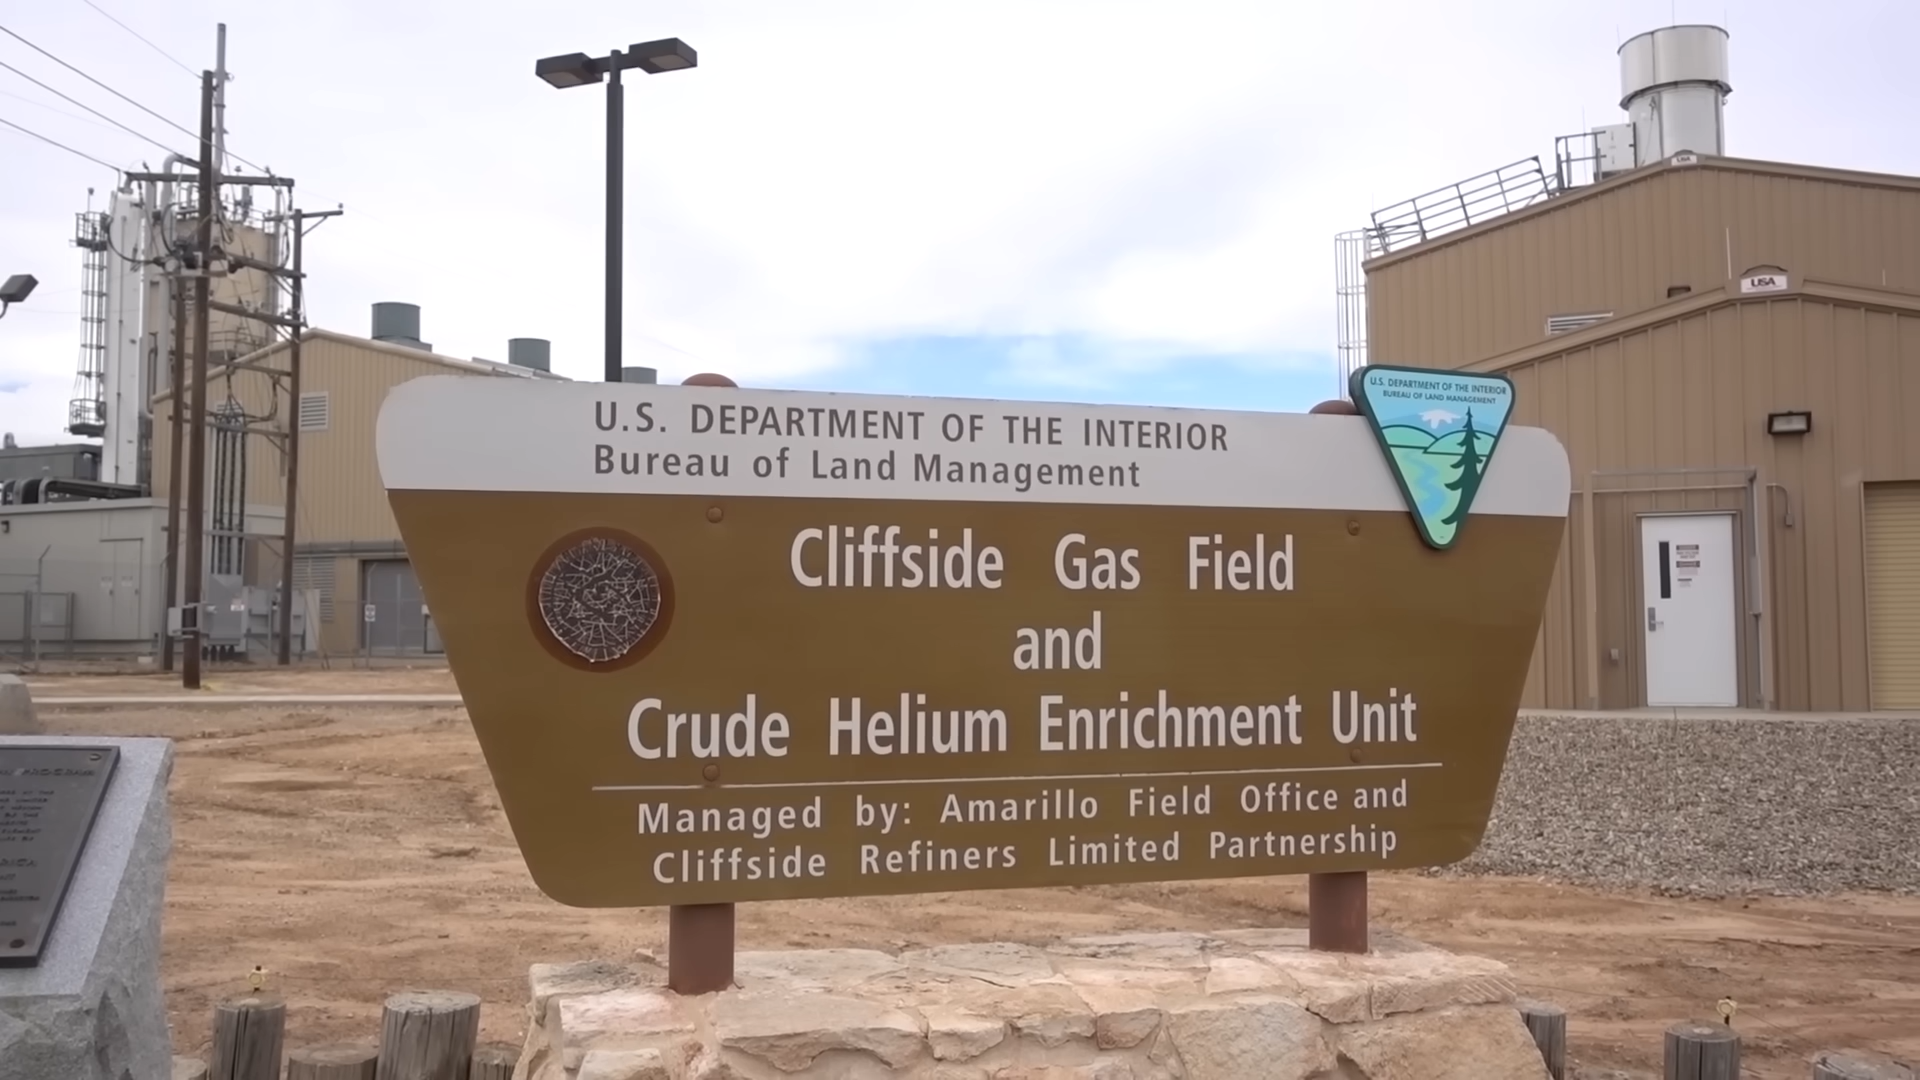 U.S. DEPARTMENT OF THE INTERIOR
Bureau of Land Management
U.S. DEPARTMENT OF THE INTERIOR
BUREAU OF LAND MANAGEMENT
Cliffside Gas Field
and
Crude Helium Enrichment Unit
Managed by: Amarillo Field Office and
Cliffside Refiners Limited Partnership
USA
USA